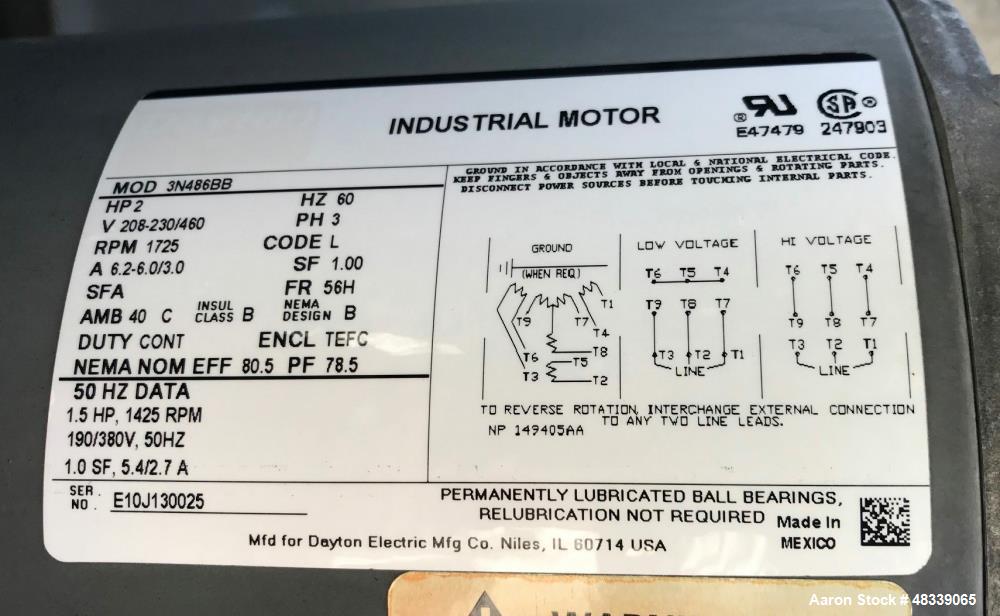 INDUSTRIAL MOTOR
E47479 247903
MOD 3N486BB
HP 2 HZ 60
V 208-230/460 PH 3
RPM 1725 CODE L
A 6.2-6.0/3.0 SF 1.00
SFA FR 56H
AMB 40 C INSUL CLASS B NEMA DESIGN B
DUTY CONT ENCL TEFC
NEMA NOM EFF 80.5 PF 78.5
50 HZ DATA
1.5 HP, 1425 RPM
190/380V, 50HZ
1.0 SF, 5.4/2.7 A
SER. NO. E10J130025
GROUND IN ACCORDANCE WITH LOCAL & NATIONAL ELECTRICAL CODE.
KEEP FINGERS & OBJECTS AWAY FROM OPENINGS & ROTATING PARTS.
DISCONNECT POWER SOURCES BEFORE TOUCHING INTERNAL PARTS.
GROUND
(WHEN REQ)
T1
T9 T7
T4
T8
T6 T5
T3 T2
LOW VOLTAGE
T6 T5 T4
T9 T8 T7
T3 T2 T1
LINE
HI VOLTAGE
T6 T5 T4
T9 T8 T7
T3 T2 T1
LINE
TO REVERSE ROTATION, INTERCHANGE EXTERNAL CONNECTION
TO ANY TWO LINE LEADS.
NP 149405AA
PERMANENTLY LUBRICATED BALL BEARINGS,
RELUBRICATION NOT REQUIRED
Made In
MEXICO
Mfd for Dayton Electric Mfg Co. Niles, IL 60714 USA
WARNING
Aaron Stock # 48339065